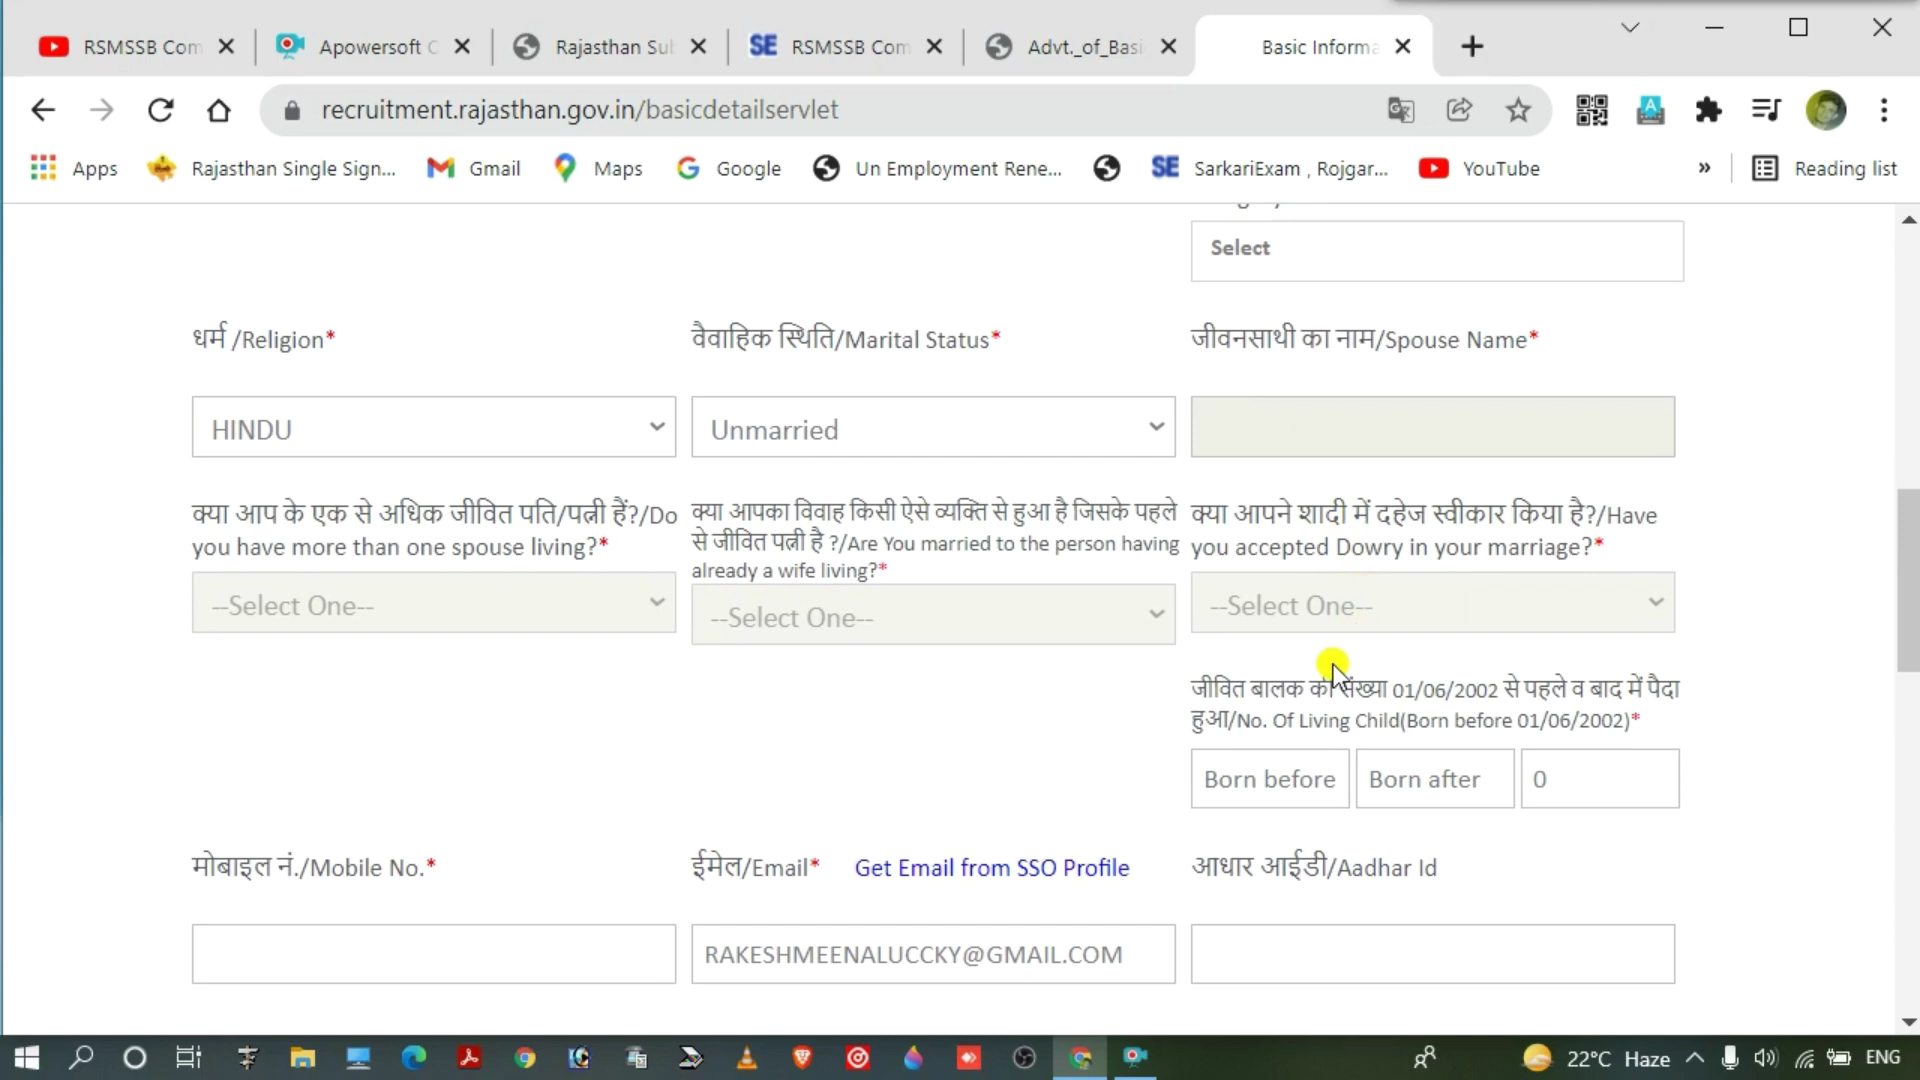 RSMSSB Com
Apowersoft C
Rajasthan Sul
SE RSMSSB Com
Advt._of_Basi
Basic Informa
recruitment.rajasthan.gov.in/basicdetailservlet
Apps
Rajasthan Single Sign...
Gmail
Maps
Google
Un Employment Rene...
SE SarkariExam , Rojgar...
YouTube
»
Reading list
Select
धर्म /Religion*
वैवाहिक स्थिति/Marital Status*
जीवनसाथी का नाम/Spouse Name*
HINDU
Unmarried
क्या आप के एक से अधिक जीवित पति/पत्नी हैं?/Do
you have more than one spouse living?*
क्या आपका विवाह किसी ऐसे व्यक्ति से हुआ है जिसके पहले
से जीवित पत्नी है ?/Are You married to the person having
already a wife living?*
क्या आपने शादी में दहेज स्वीकार किया है?/Have
you accepted Dowry in your marriage?*
--Select One--
--Select One--
--Select One--
जीवित बालक की संख्या 01/06/2002 से पहले व बाद में पैदा
हुआ/No. Of Living Child(Born before 01/06/2002)*
Born before
Born after
0
मोबाइल नं./Mobile No.*
ईमेल/Email*
Get Email from SSO Profile
आधार आईडी/Aadhar Id
RAKESHMEENALUCCKY@GMAIL.COM
22°C Haze
ENG